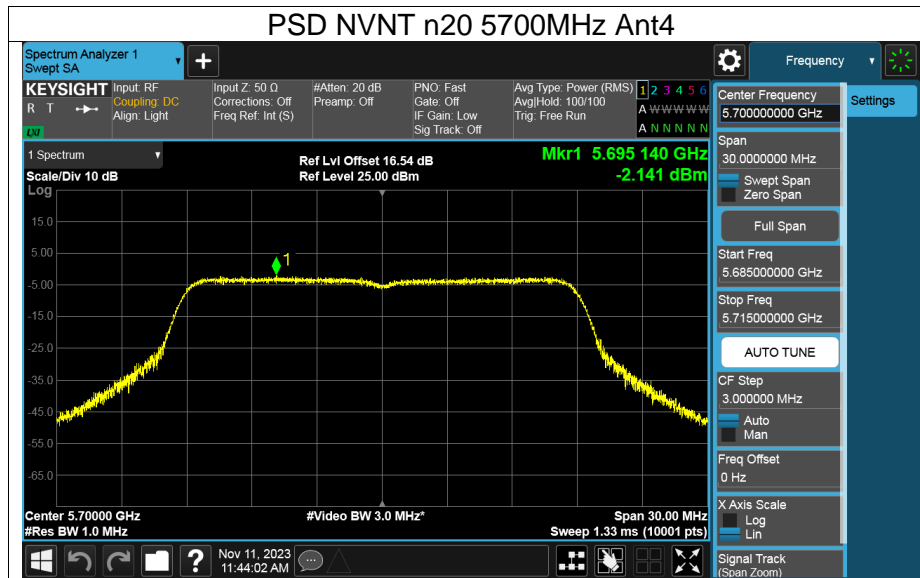 PSD NVNT n20 5700MHz Ant4
Spectrum Analyzer 1
Swept SA
+
Frequency
KEYSIGHT
R T
LXI
Input: RF
Coupling: DC
Align: Light
Input Z: 50 Ω
Corrections: Off
Freq Ref: Int (S)
#Atten: 20 dB
Preamp: Off
PNO: Fast
Gate: Off
IF Gain: Low
Sig Track: Off
Avg Type: Power (RMS)
Avg|Hold: 100/100
Trig: Free Run
1 2 3 4 5 6
A W W W W W
A N N N N N
1 Spectrum
Scale/Div 10 dB
Log
Ref Lvl Offset 16.54 dB
Ref Level 25.00 dBm
Mkr1 5.695 140 GHz
-2.141 dBm
15.0
5.00
-5.00
-15.0
-25.0
-35.0
-45.0
-55.0
-65.0
1
Center 5.70000 GHz
#Res BW 1.0 MHz
#Video BW 3.0 MHz*
Span 30.00 MHz
Sweep 1.33 ms (10001 pts)
Center Frequency
5.700000000 GHz
Span
30.0000000 MHz
Swept Span
Zero Span
Full Span
Start Freq
5.685000000 GHz
Stop Freq
5.715000000 GHz
AUTO TUNE
CF Step
3.000000 MHz
Auto
Man
Freq Offset
0 Hz
X Axis Scale
Log
Lin
Signal Track
(Span Zoom)
Settings
?
Nov 11, 2023
11:44:02 AM